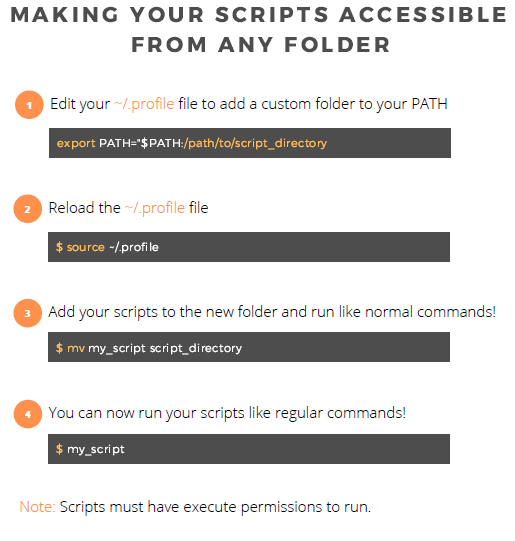 MAKING YOUR SCRIPTS ACCESSIBLE
FROM ANY FOLDER
1 Edit your ~/.profile file to add a custom folder to your PATH
export PATH="$PATH:/path/to/script_directory
2 Reload the ~/.profile file
$ source ~/.profile
3 Add your scripts to the new folder and run like normal commands!
$ mv my_script script_directory
4 You can now run your scripts like regular commands!
$ my_script
Note: Scripts must have execute permissions to run.